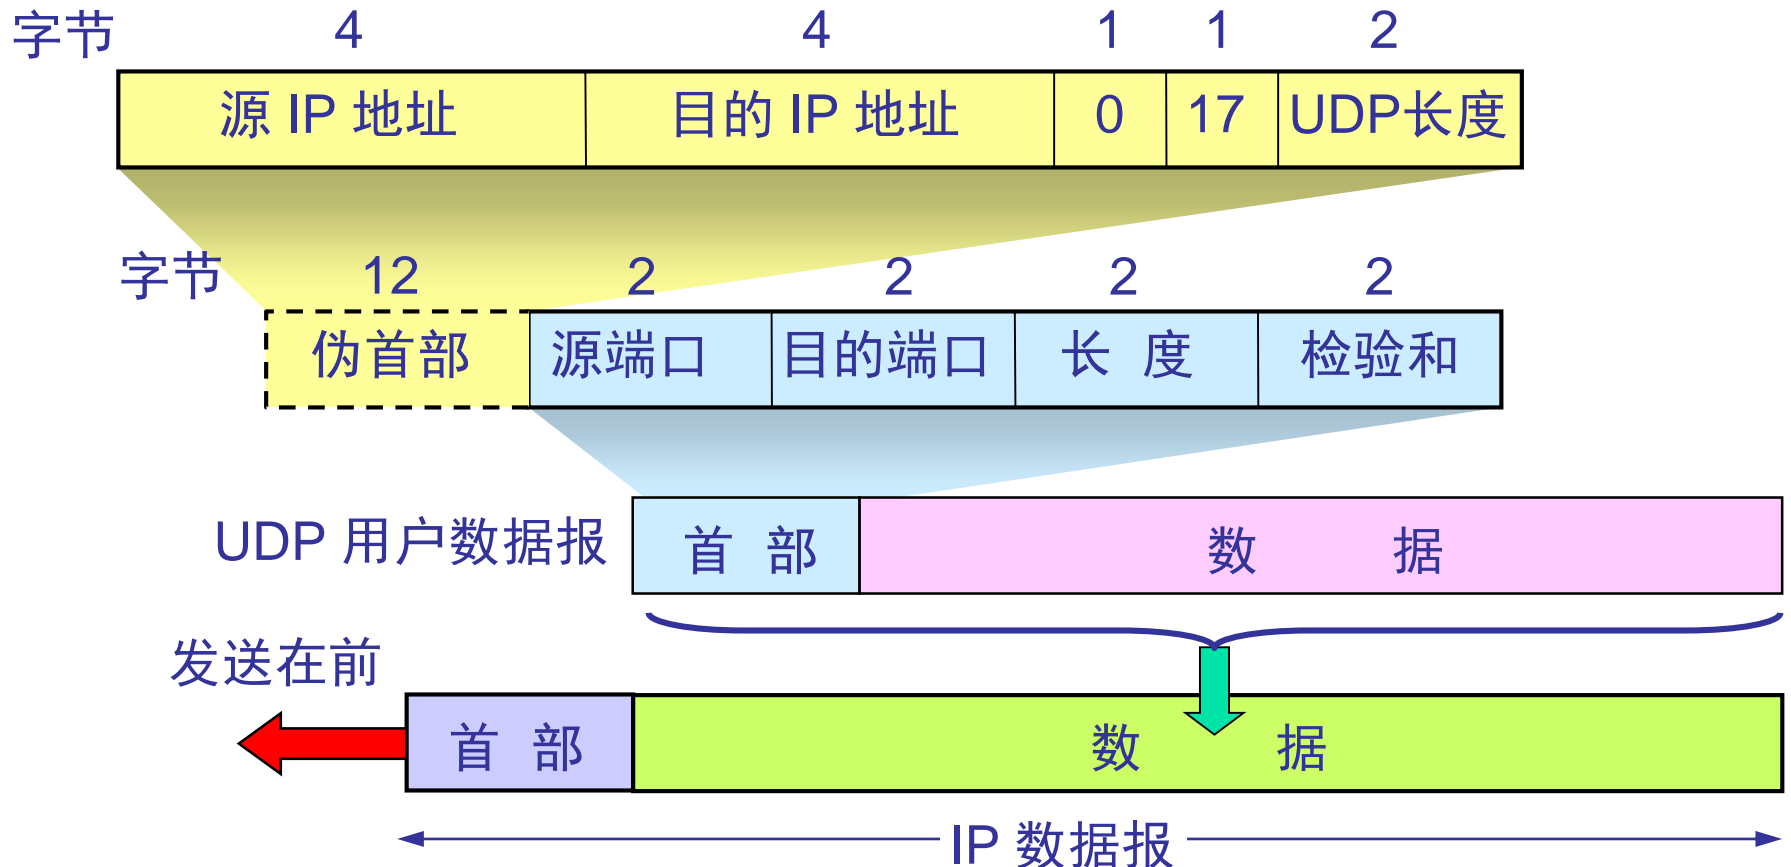 字节 4 4 1 1 2
源 IP 地址 目的 IP 地址 0 17 UDP长度
字节 12 2 2 2 2
伪首部 源端口 目的端口 长 度 检验和
UDP 用户数据报 首 部 数 据
发送在前
首 部 数 据
IP 数据报